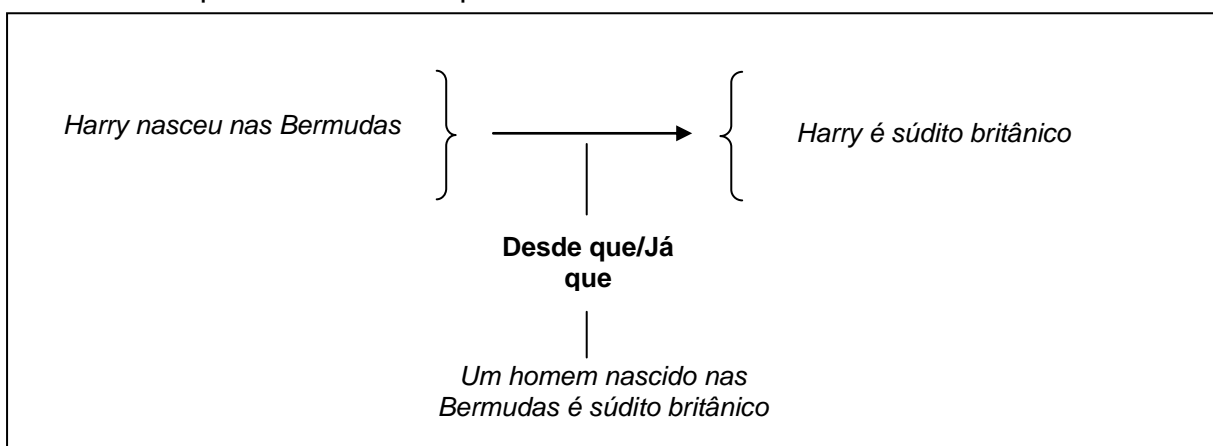 Harry nasceu nas Bermudas
Harry é súdito britânico
Desde que/Já
que
Um homem nascido nas
Bermudas é súdito britânico